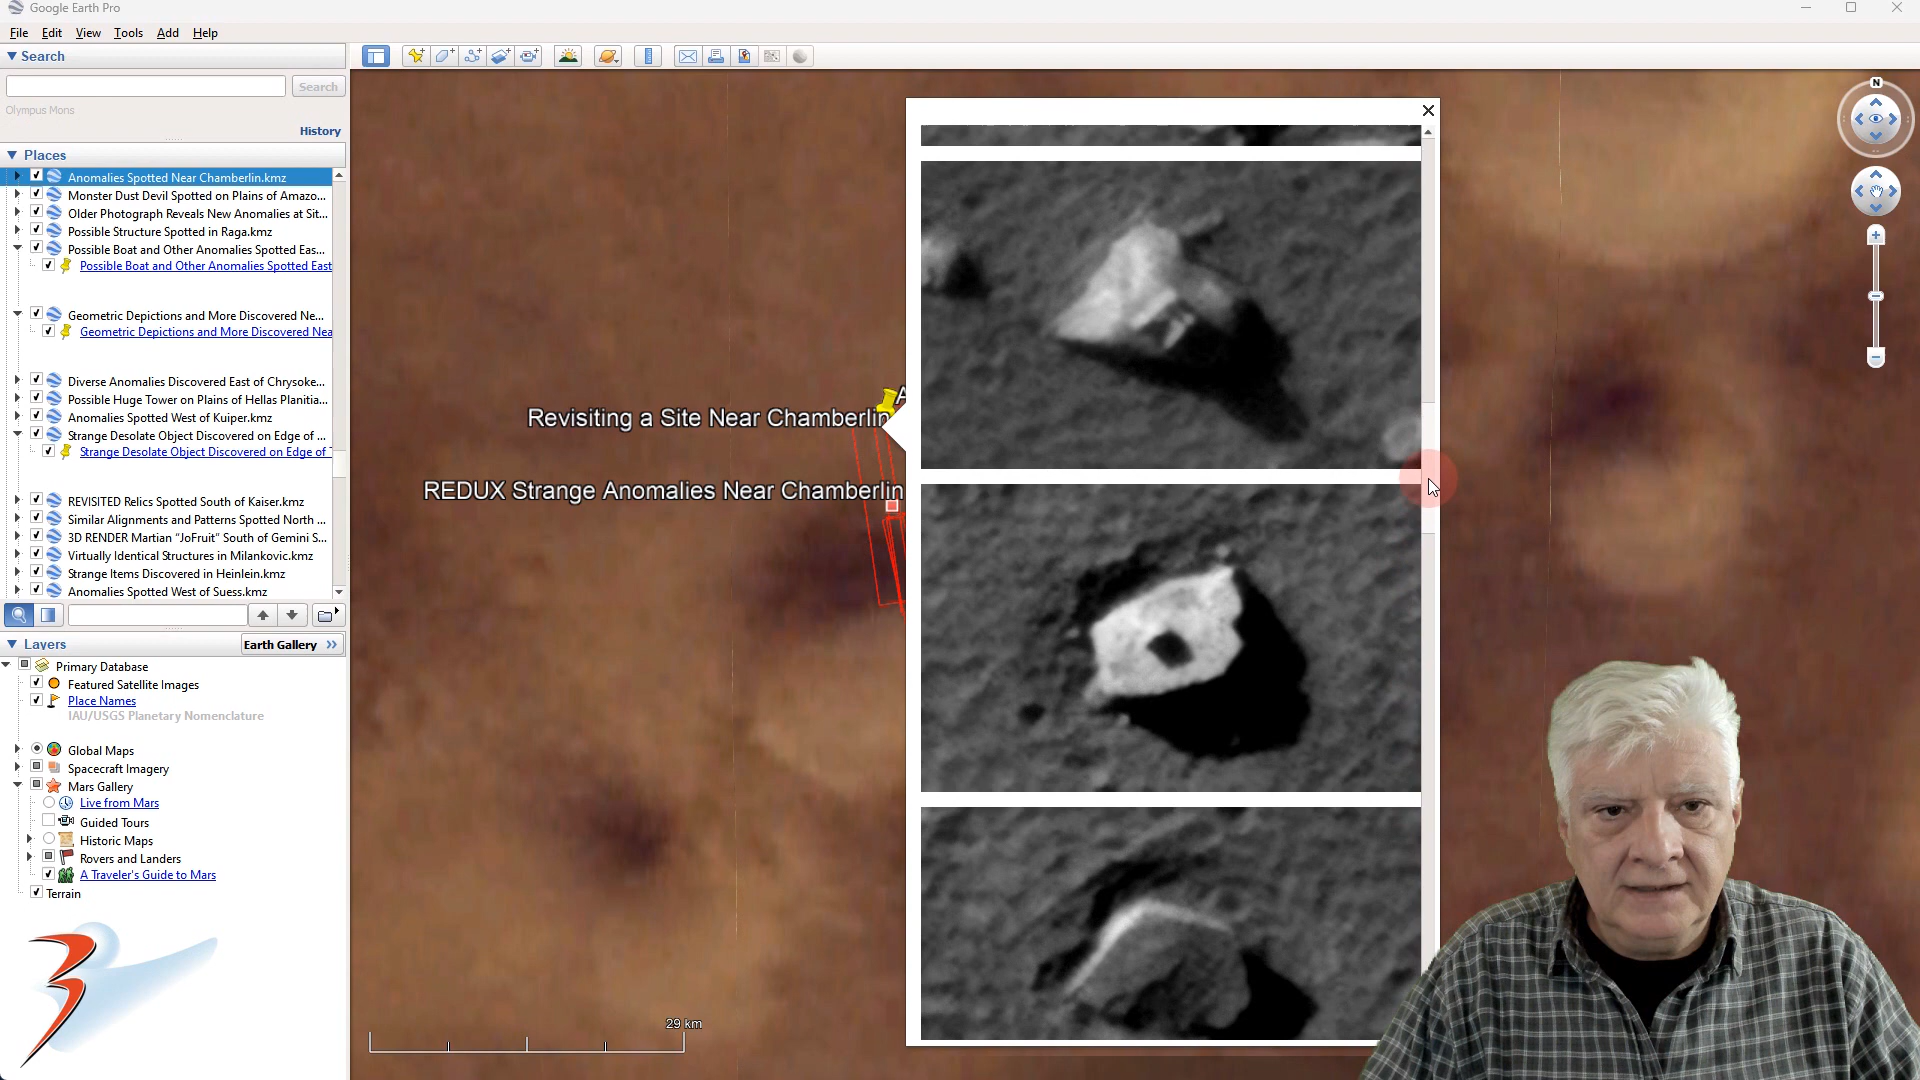 Google Earth Pro
File Edit View Tools Add Help
Search
Search
Olympus Mons
History
Places
Anomalies Spotted Near Chamberlin.kmz
Monster Dust Devil Spotted on Plains of Amazo...
Older Photograph Reveals New Anomalies at Sit...
Possible Structure Spotted in Raga.kmz
Possible Boat and Other Anomalies Spotted Eas...
Possible Boat and Other Anomalies Spotted East
Geometric Depictions and More Discovered Ne...
Geometric Depictions and More Discovered Nea
Diverse Anomalies Discovered East of Chrysoke...
Possible Huge Tower on Plains of Hellas Planitia...
Anomalies Spotted West of Kuiper.kmz
Strange Desolate Object Discovered on Edge of ...
Strange Desolate Object Discovered on Edge of
REVISITED Relics Spotted South of Kaiser.kmz
Similar Alignments and Patterns Spotted North ...
3D RENDER Martian “JoFruit” South of Gemini S...
Virtually Identical Structures in Milankovic.kmz
Strange Items Discovered in Heinlein.kmz
Anomalies Spotted West of Suess.kmz
Layers
Earth Gallery »
Primary Database
Featured Satellite Images
Place Names
IAU/USGS Planetary Nomenclature
Global Maps
Spacecraft Imagery
Mars Gallery
Live from Mars
Guided Tours
Historic Maps
Rovers and Landers
A Traveler's Guide to Mars
Terrain
A
Revisiting a Site Near Chamberlin
REDUX Strange Anomalies Near Chamberlin
29 km
N